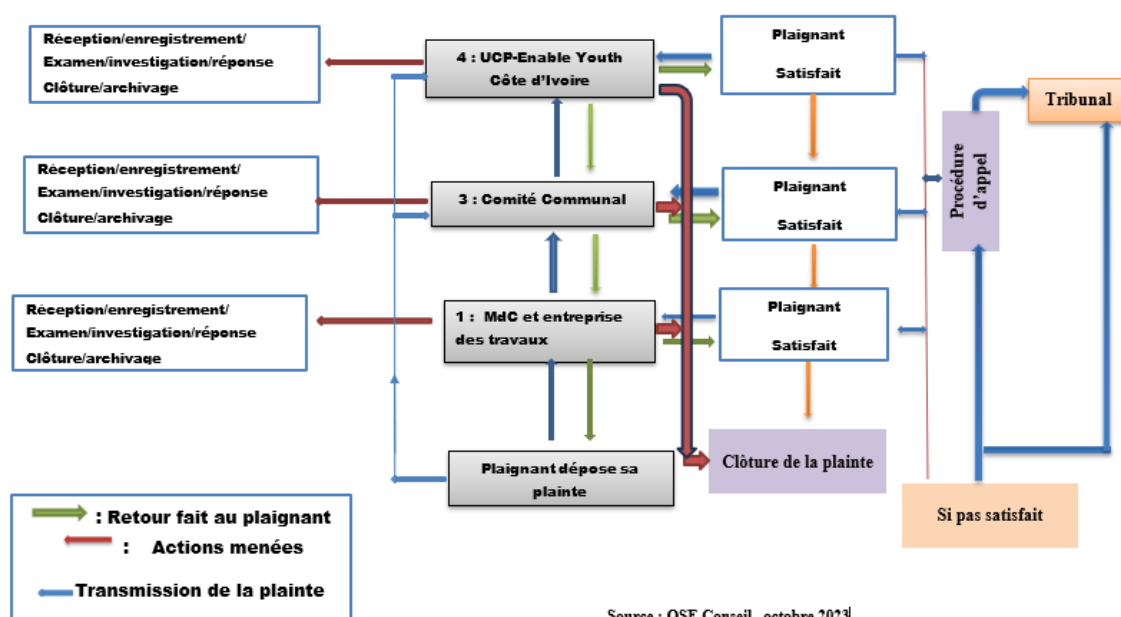 Réception/enregistrement/
Examen/investigation/réponse
Clôture/archivage
4 : UCP-Enable Youth
Côte d'Ivoire
Plaignant
Satisfait
Tribunal
Réception/enregistrement/
Examen/investigation/réponse
Clôture/archivage
3 : Comité Communal
Plaignant
Satisfait
Procédure
d'appel
Réception/enregistrement/
Examen/investigation/réponse
Clôture/archivage
1 : MdC et entreprise
des travaux
Plaignant
Satisfait
Plaignant dépose sa
plainte
Clôture de la plainte
Si pas satisfait
: Retour fait au plaignant
: Actions menées
Transmission de la plainte
Source : QSE Conseil, octobre 2023